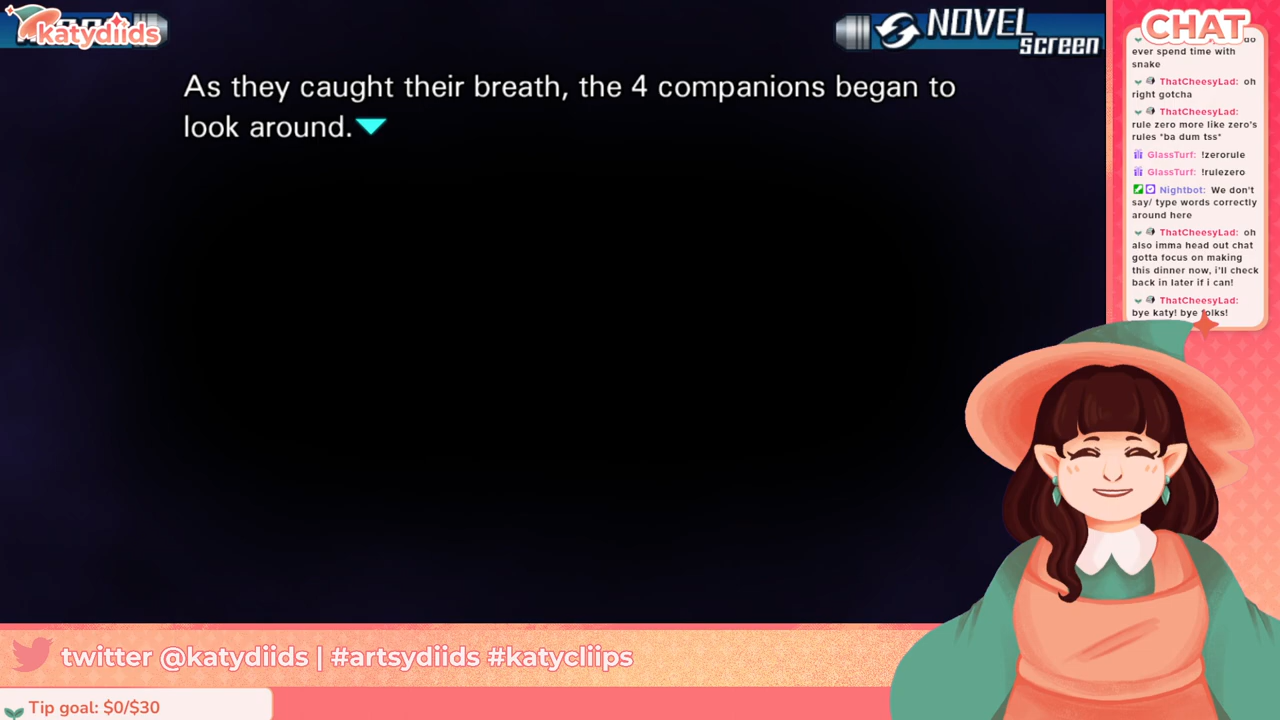 katydiids
NOVEL
Screen
CHAT
As they caught their breath, the 4 companions began to
look around.
ever spend time with
snake
ThatCheesyLad: oh
right gotcha
ThatCheesyLad:
rule zero more like zero's
rules *ba dum tss*
GlassTurf: !zerorule
GlassTurf: !rulezero
Nightbot: We don't
say/ type words correctly
around here
ThatCheesyLad: oh
also imma head out chat
gotta focus on making
this dinner now, i'll check
back in later if i can!
ThatCheesyLad:
bye katy! bye folks!
twitter @katydiids | #artsydiids #katycliips
Tip goal: $0/$30